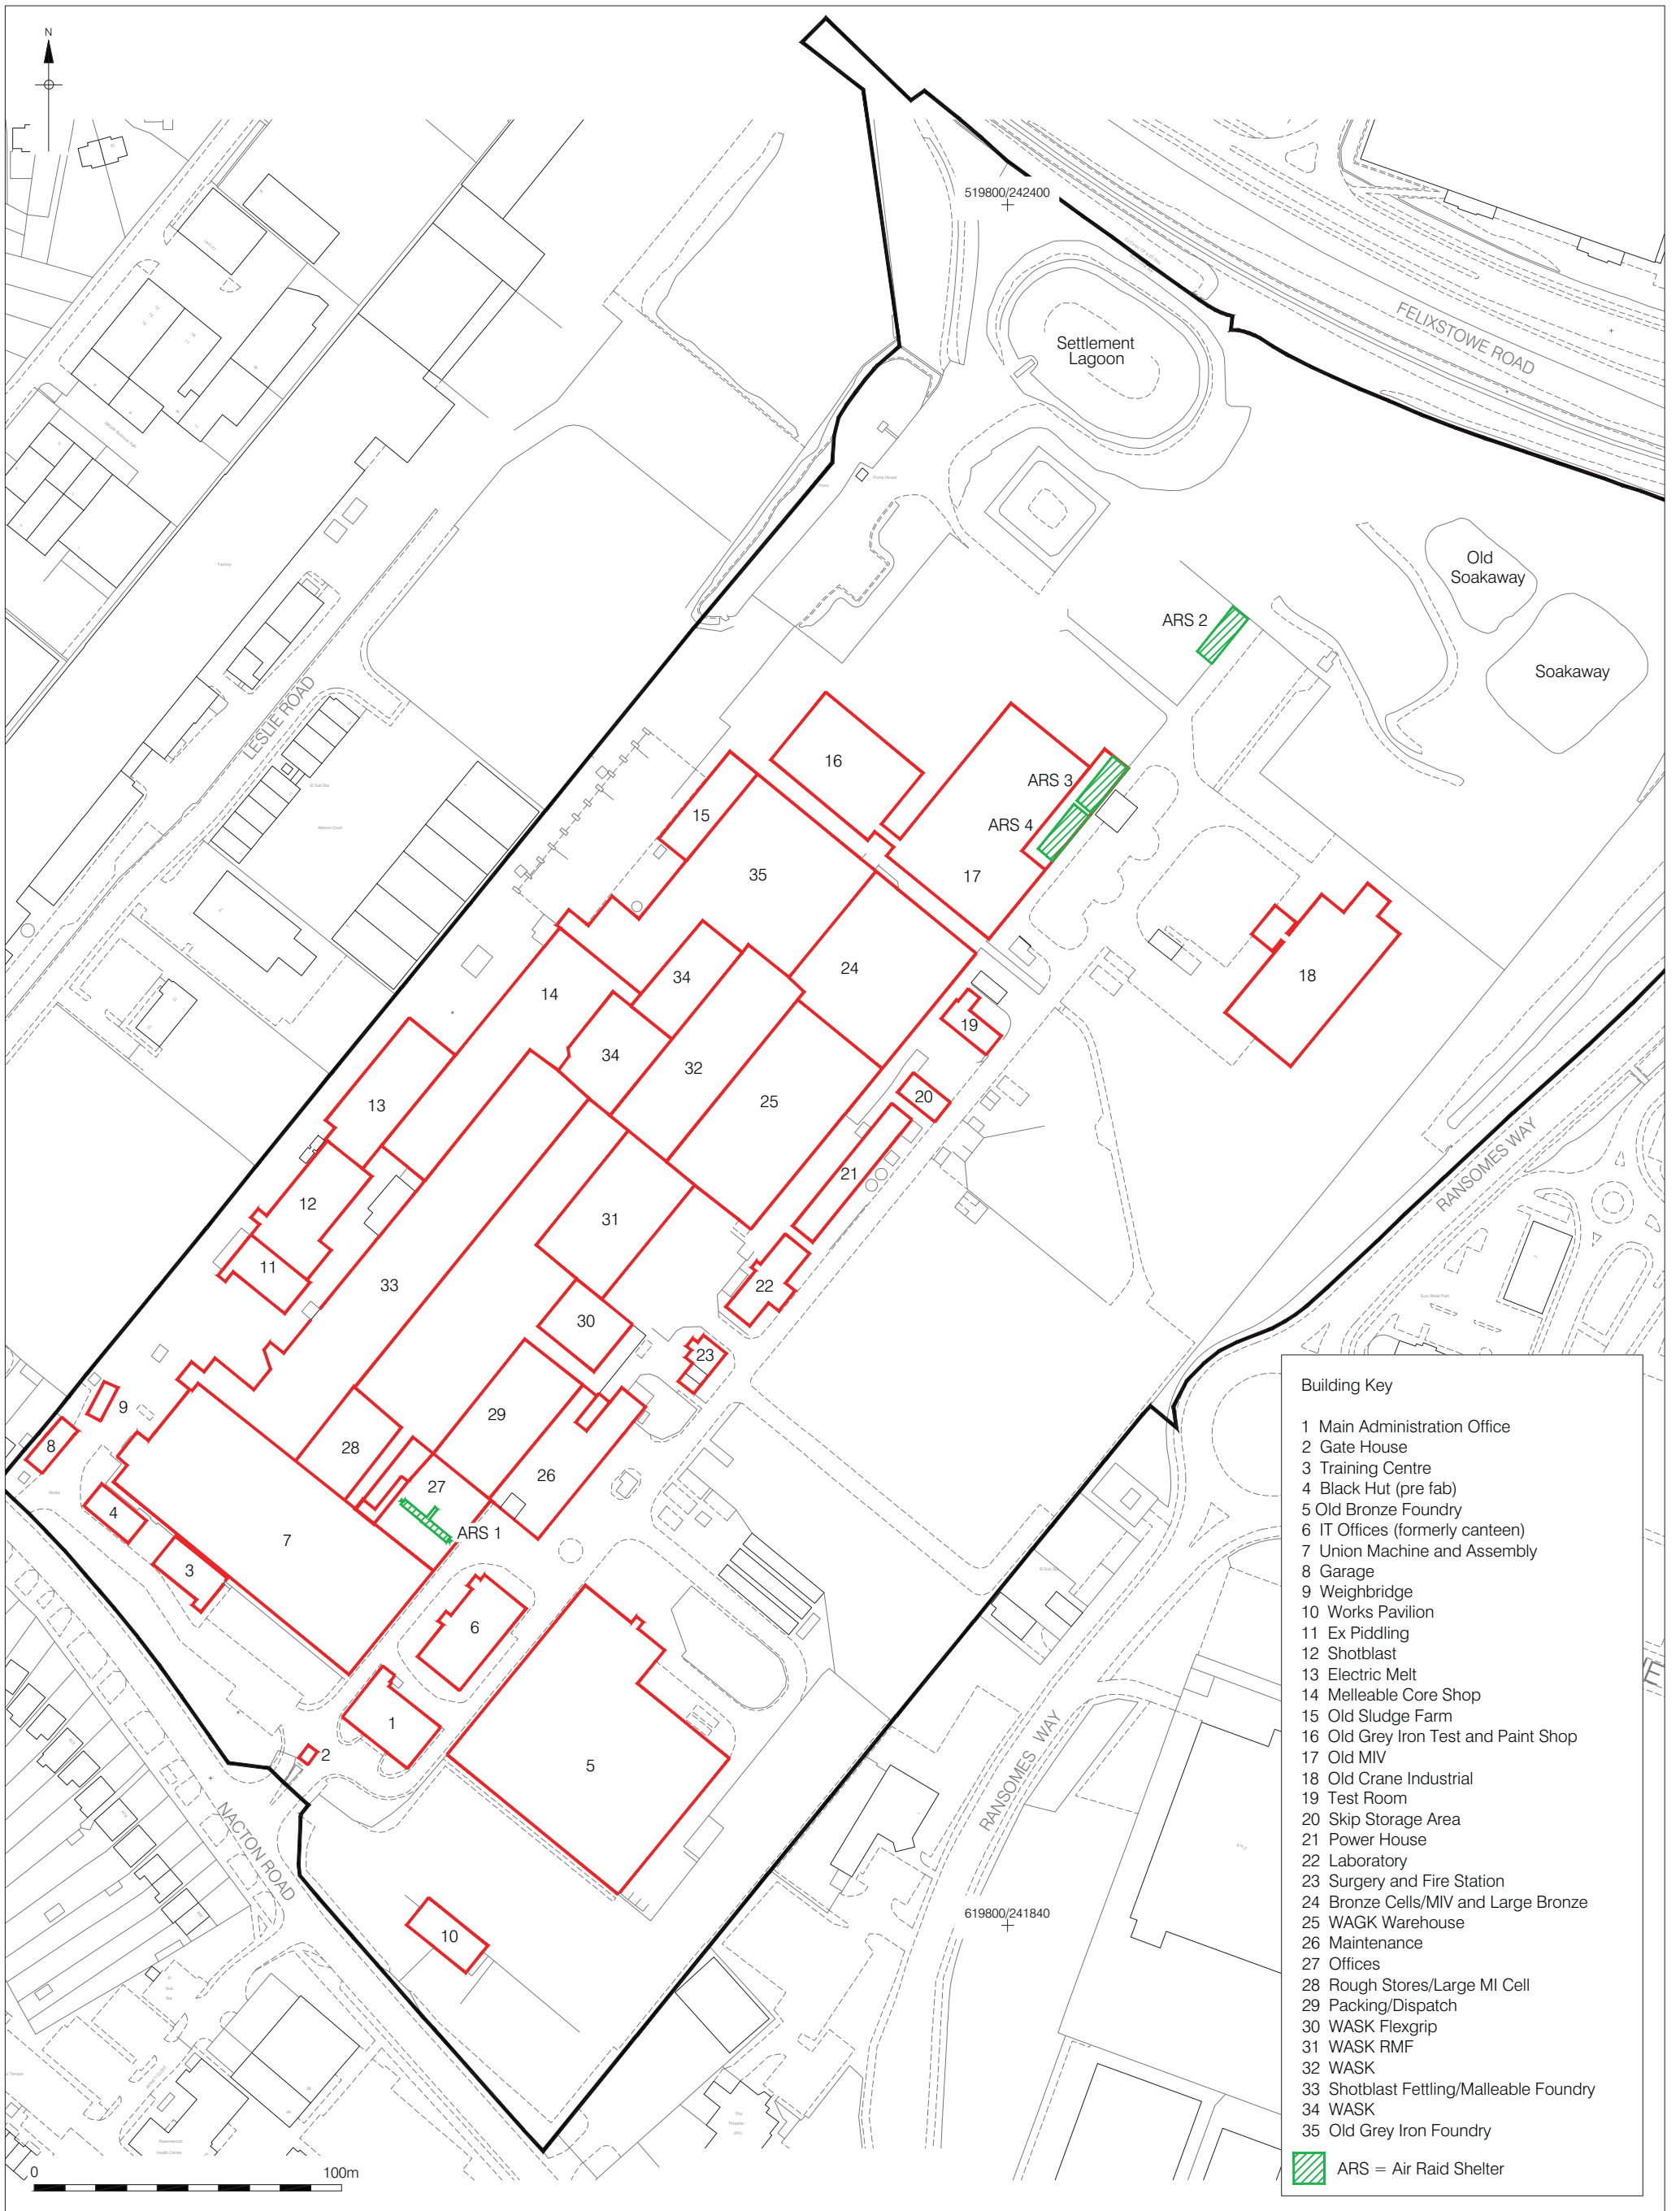 N
519800/242400
FELIXSTOWE ROAD
Settlement
Lagoon
Pump House
Factory
Old
Soakaway
ARS 2
Soakaway
LESLIE ROAD
16
ARS 3
15
ARS 4
35
17
24
34
14
18
19
34
32
25
20
13
21
12
31
11
33
22
30
23
RANSOMES WAY
9
29
8
28
27
26
4
ARS 1
7
3
6
1
2
5
NACTON ROAD
RANSOMES WAY
10
619800/241840
E
0
100m
Building Key
1 Main Administration Office
2 Gate House
3 Training Centre
4 Black Hut (pre fab)
5 Old Bronze Foundry
6 IT Offices (formerly canteen)
7 Union Machine and Assembly
8 Garage
9 Weighbridge
10 Works Pavilion
11 Ex Piddling
12 Shotblast
13 Electric Melt
14 Melleable Core Shop
15 Old Sludge Farm
16 Old Grey Iron Test and Paint Shop
17 Old MIV
18 Old Crane Industrial
19 Test Room
20 Skip Storage Area
21 Power House
22 Laboratory
23 Surgery and Fire Station
24 Bronze Cells/MIV and Large Bronze
25 WAGK Warehouse
26 Maintenance
27 Offices
28 Rough Stores/Large MI Cell
29 Packing/Dispatch
30 WASK Flexgrip
31 WASK RMF
32 WASK
33 Shotblast Fettling/Malleable Foundry
34 WASK
35 Old Grey Iron Foundry
ARS = Air Raid Shelter